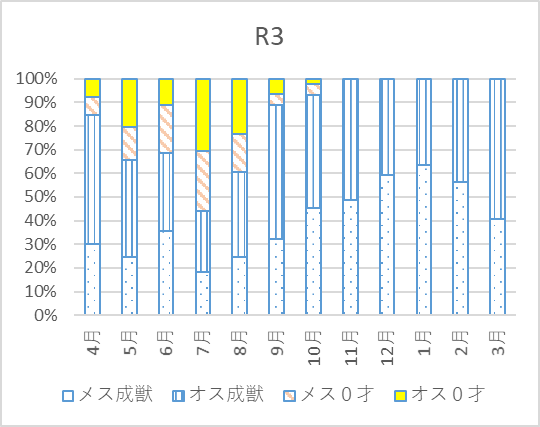 R3
100%
90%
80%
70%
60%
50%
40%
30%
20%
10%
0%
4月
5月
6月
7月
8月
9月
10月
11月
12月
1月
2月
3月
メス成獣 オス成獣 メス０才 オス０才